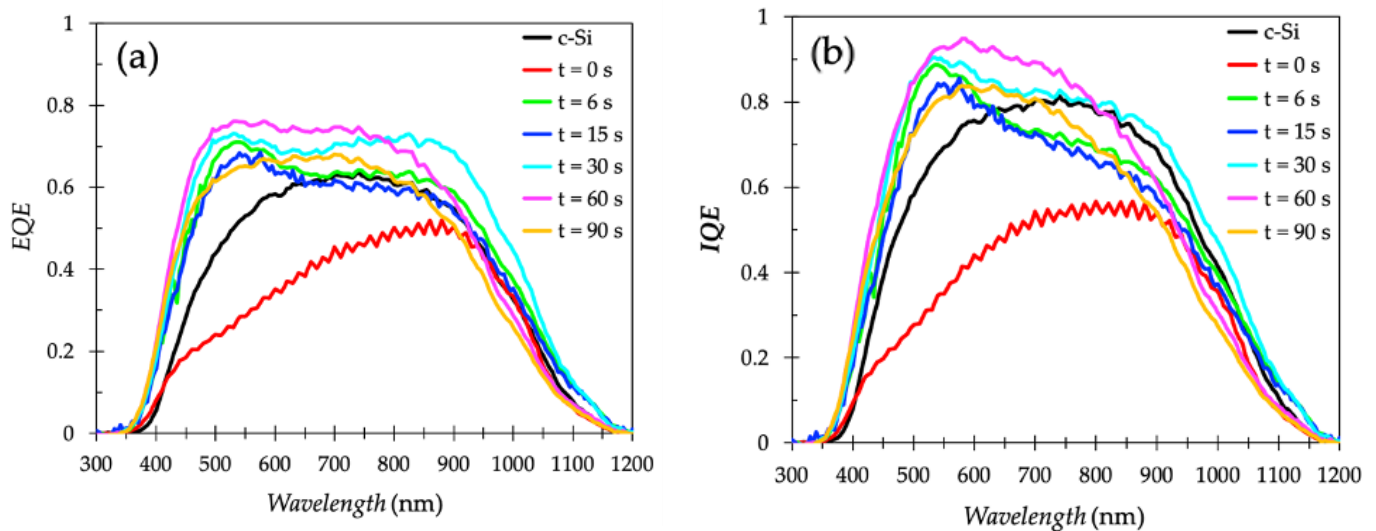 (a)
EQE
1
0.8
0.6
0.4
0.2
0
300 400 500 600 700 800 900 1000 1100 1200
Wavelength (nm)
c-Si
t = 0 s
t = 6 s
t = 15 s
t = 30 s
t = 60 s
t = 90 s
(b)
IQE
1
0.8
0.6
0.4
0.2
0
300 400 500 600 700 800 900 1000 1100 1200
Wavelength (nm)
c-Si
t = 0 s
t = 6 s
t = 15 s
t = 30 s
t = 60 s
t = 90 s